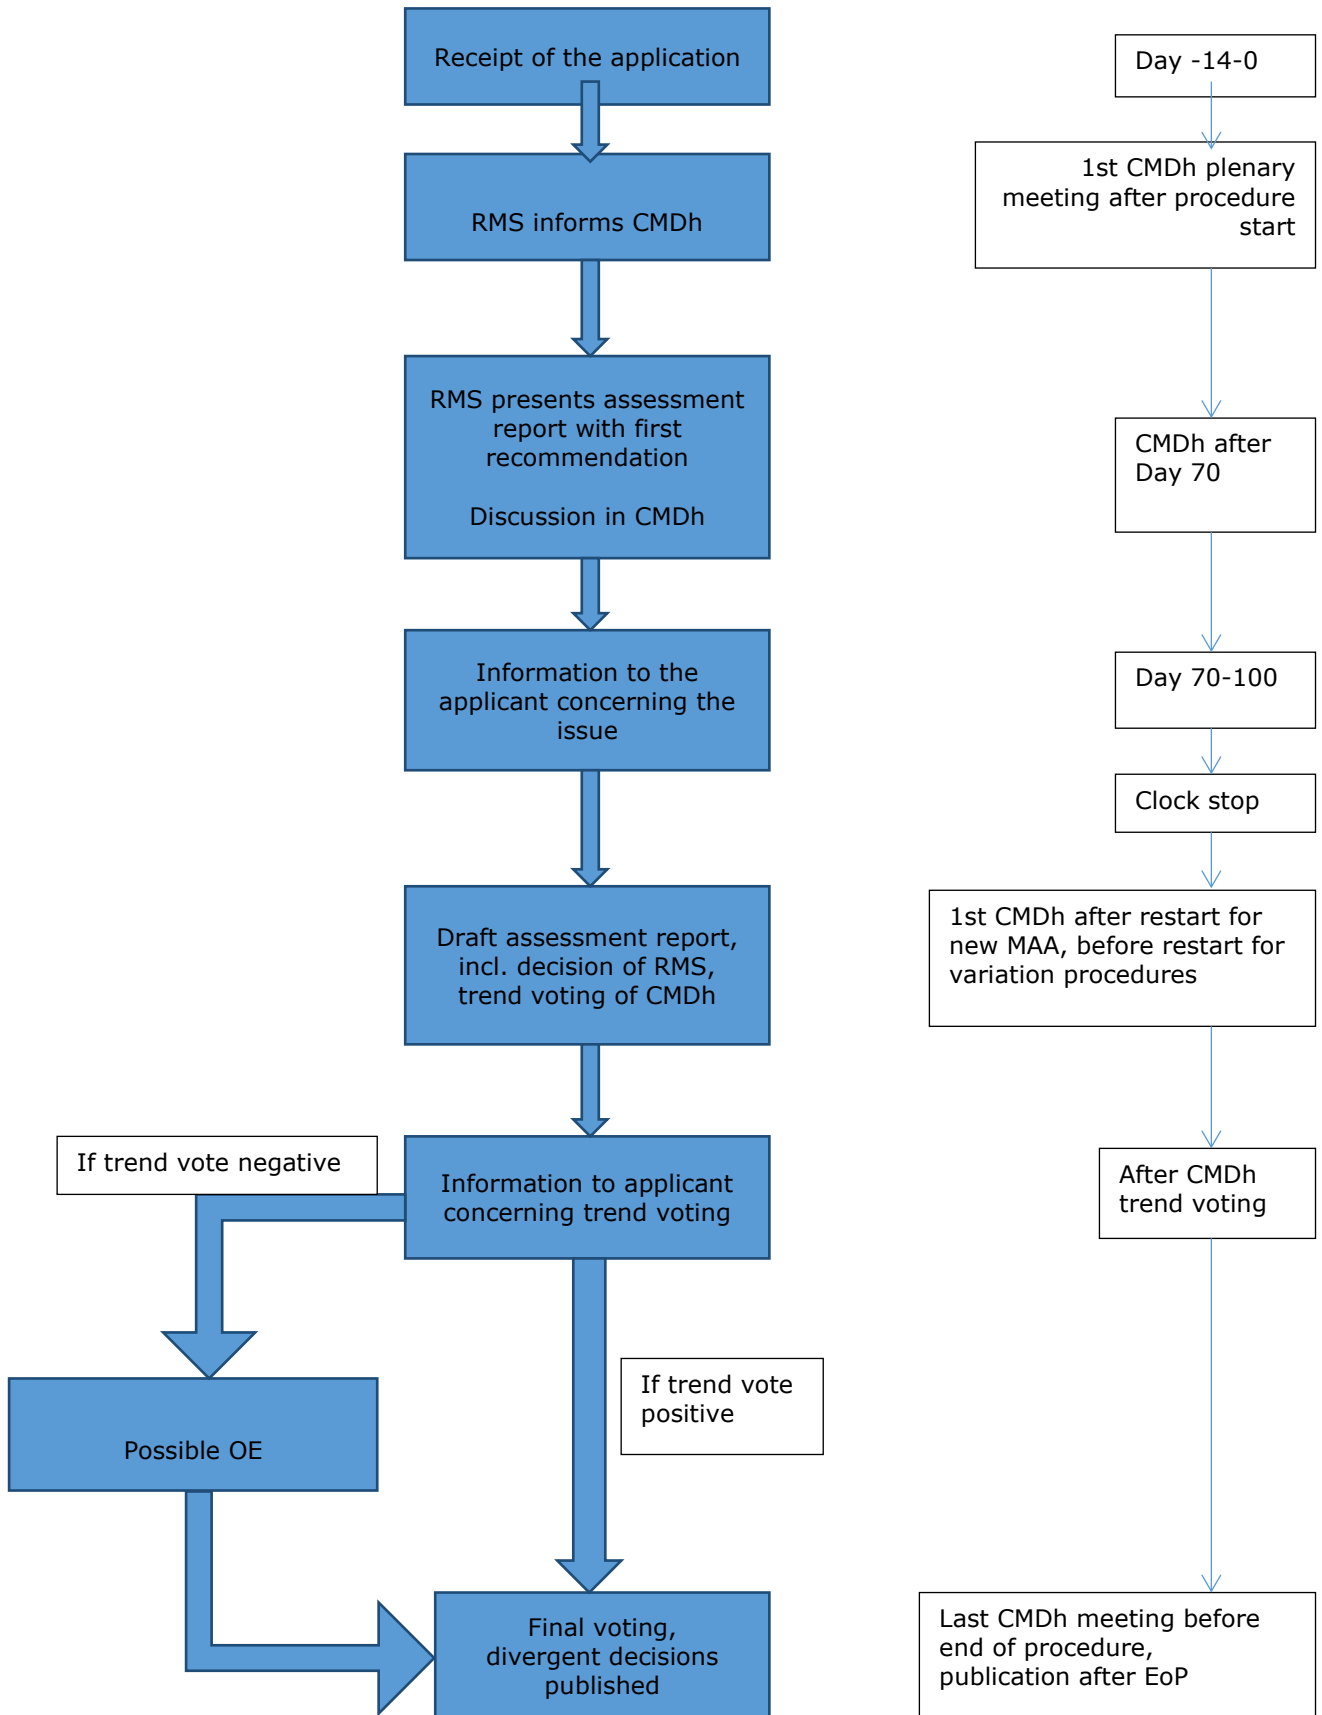 Receipt of the application
Day -14-0
RMS informs CMDh
1st CMDh plenary
meeting after procedure
start
RMS presents assessment
report with first
recommendation
Discussion in CMDh
CMDh after
Day 70
Information to the
applicant concerning the
issue
Day 70-100
Clock stop
Draft assessment report,
incl. decision of RMS,
trend voting of CMDh
1st CMDh after restart for
new MAA, before restart for
variation procedures
If trend vote negative
Information to applicant
concerning trend voting
After CMDh
trend voting
If trend vote
positive
Possible OE
Final voting,
divergent decisions
published
Last CMDh meeting before
end of procedure,
publication after EoP